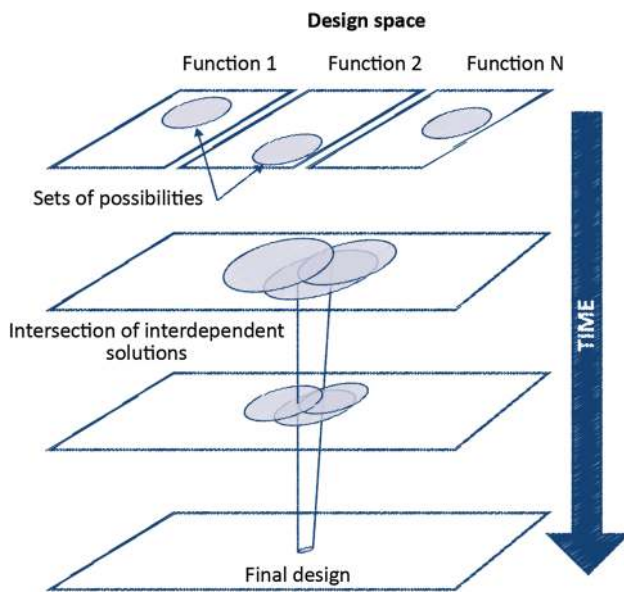 Design space
Function 1
Function 2
Function N
Sets of possibilities
Intersection of interdependent
solutions
TIME
Final design